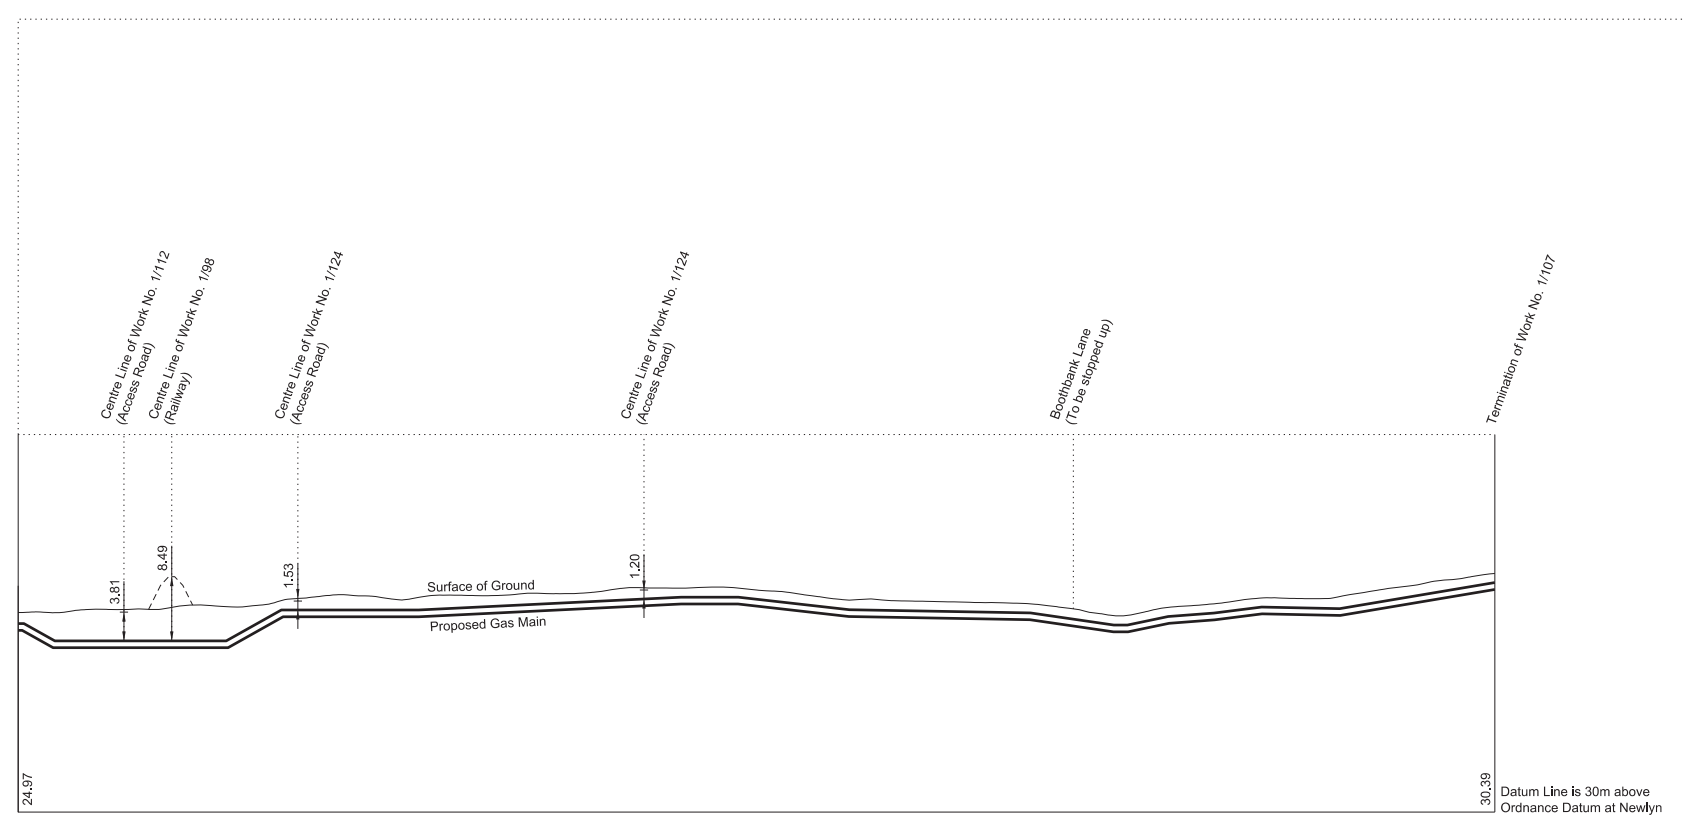 Centre Line of Work No. 1/112
(Access Road)
Centre Line of Work No. 1/98
(Railway)
Centre Line of Work No. 1/124
(Access Road)
Centre Line of Work No. 1/124
(Access Road)
Boothbank Lane
(To be stopped up)
Termination of Work No. 1/107
3.81
8.49
1.53
1.20
Surface of Ground
Proposed Gas Main
24.97
30.39
Datum Line is 30m above
Ordnance Datum at Newlyn